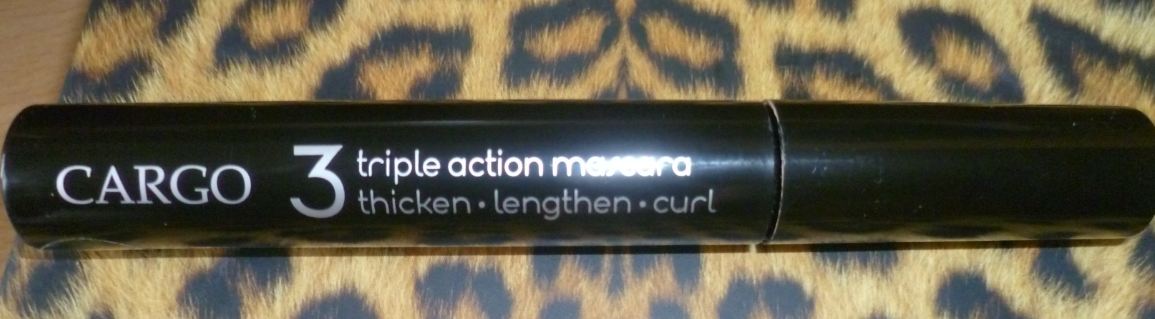 CARGO
3
triple action mascara
thicken • lengthen • curl